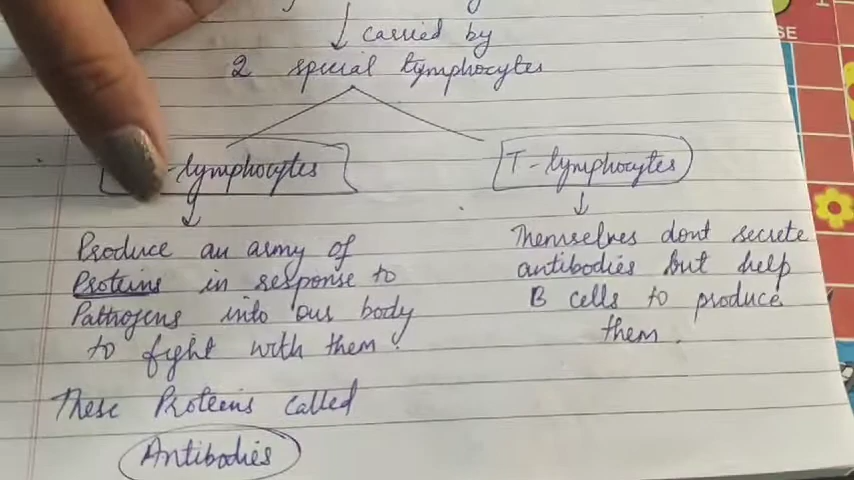 carried by
2 special lymphocytes
-lymphocytes
T-lymphocytes
Produce an army of
Proteins in response to
Pathogens into our body
to fight with them.
These Proteins called
Antibodies
Themselves dont secrete
antibodies but help
B cells to produce
them.
SE